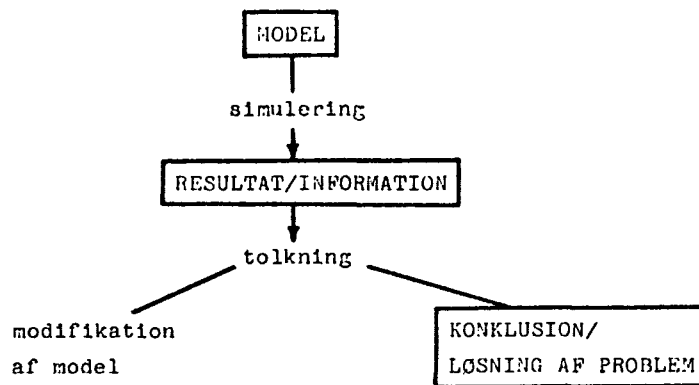 MODEL
simulering
RESULTAT/INFORMATION
tolkning
modifikation
af model
KONKLUSION/
LØSNING AF PROBLEM